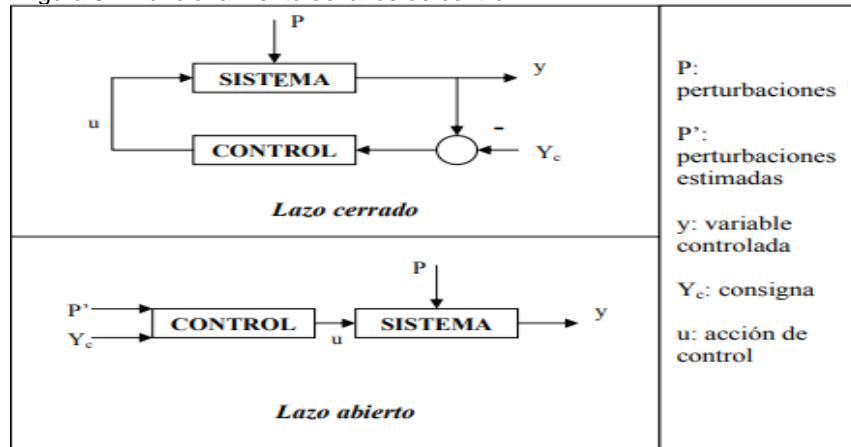 P
SISTEMA
y
u
-
CONTROL
Y_c
Lazo cerrado
P
P'
CONTROL
SISTEMA
y
Y_c
u
Lazo abierto
P:
perturbaciones
P':
perturbaciones
estimadas
y: variable
controlada
Y_c: consigna
u: acción de
control